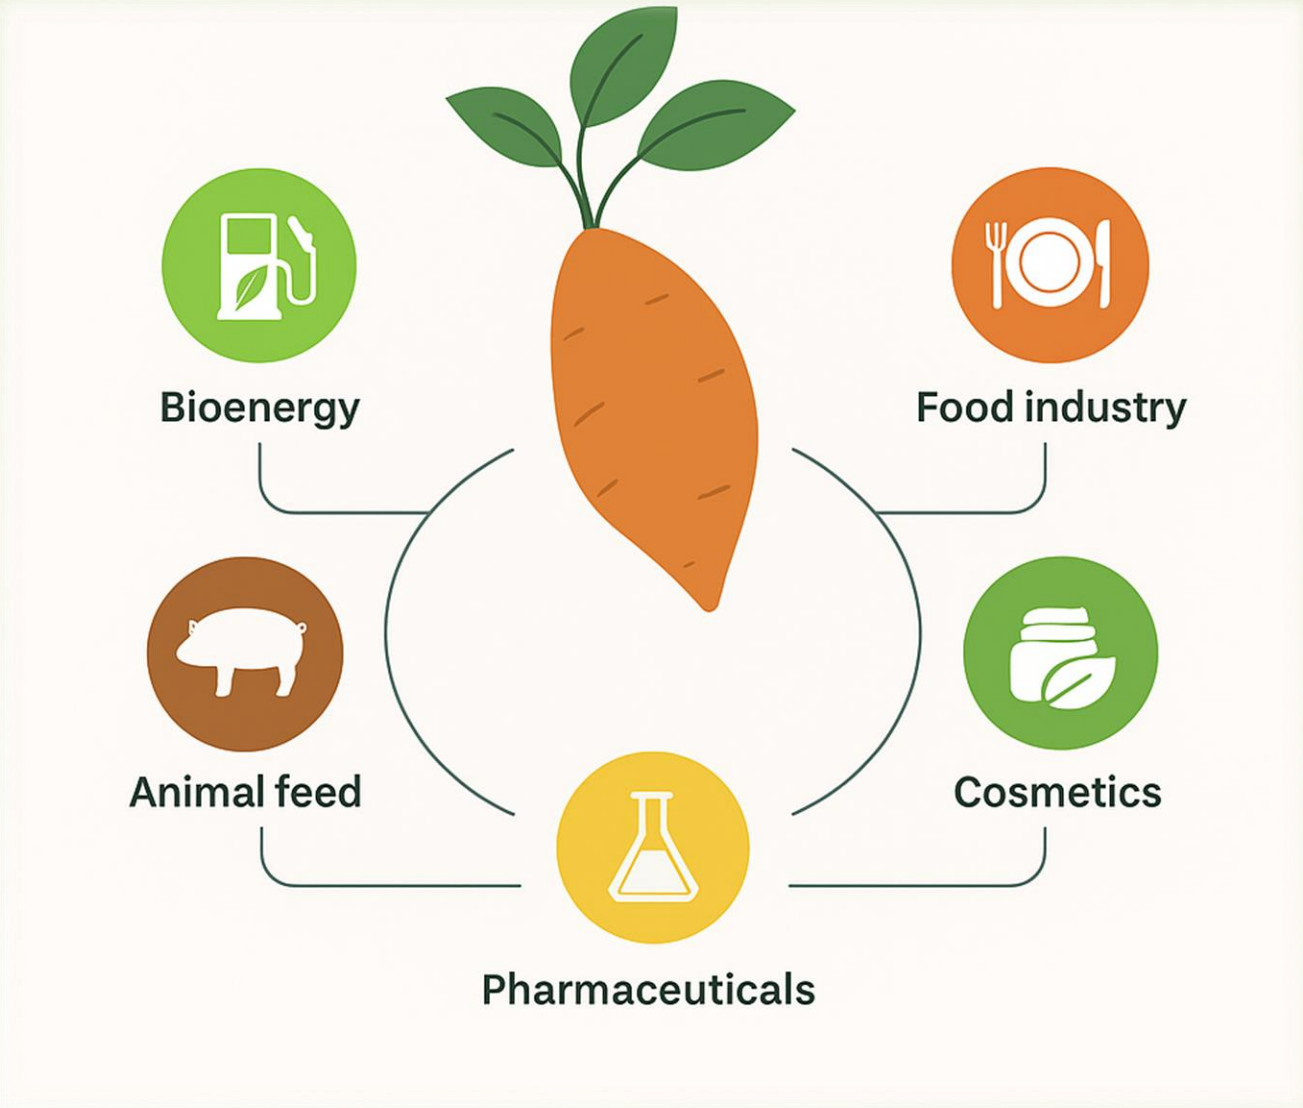 Bioenergy
Food industry
Animal feed
Cosmetics
Pharmaceuticals